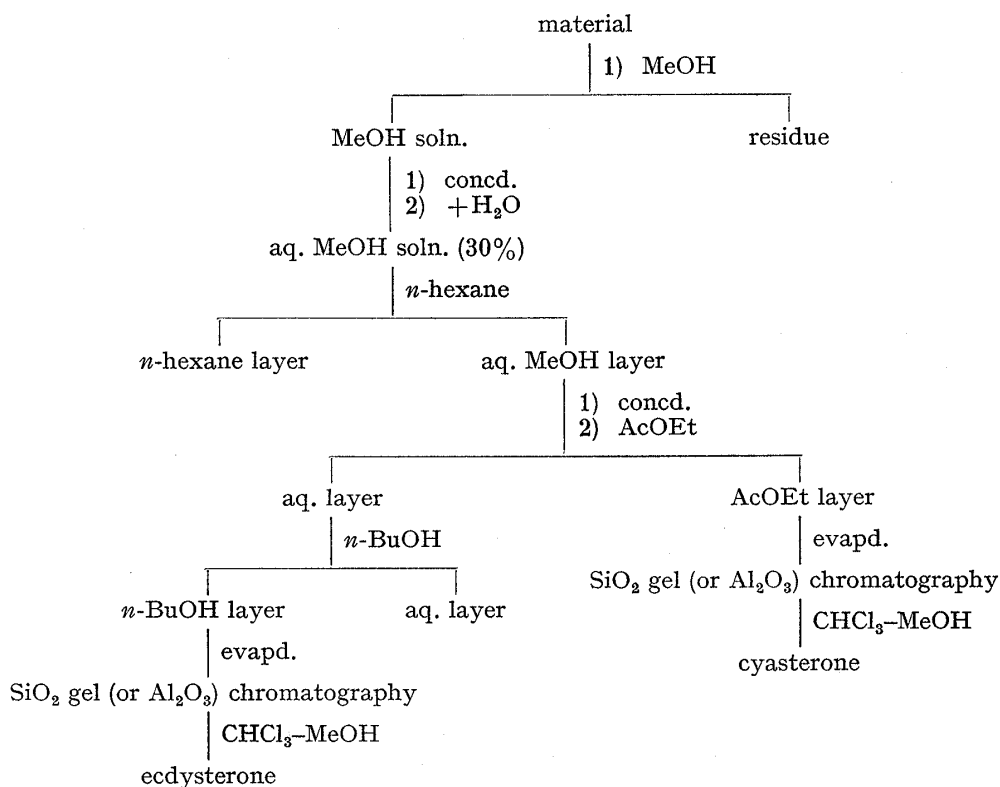 material
1) MeOH
MeOH soln. residue
1) concd.
2) +H₂O
aq. MeOH soln. (30%)
n-hexane
n-hexane layer aq. MeOH layer
1) concd.
2) AcOEt
aq. layer AcOEt layer
n-BuOH evapd.
SiO₂ gel (or Al₂O₃) chromatography
n-BuOH layer aq. layer
CHCl₃–MeOH
evapd.
cyasterone
SiO₂ gel (or Al₂O₃) chromatography
CHCl₃–MeOH
ecdysterone